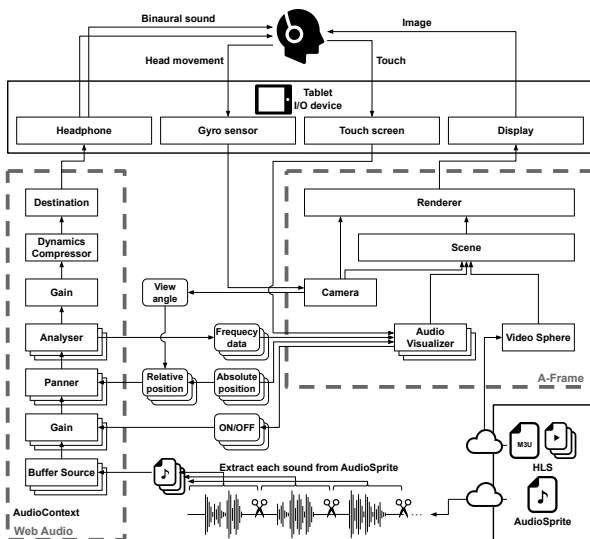 Binaural sound
Image
Head movement
Touch
Tablet
I/O device
Headphone
Gyro sensor
Touch screen
Display
Destination
Renderer
Dynamics
Compressor
Scene
Gain
View
angle
Camera
Analyser
Frequecy
data
Audio
Visualizer
Video Sphere
Panner
Relative
position
Absolute
position
A-Frame
Gain
ON/OFF
M3U
HLS
Buffer Source
Extract each sound from AudioSprite
AudioContext
Web Audio
...
AudioSprite